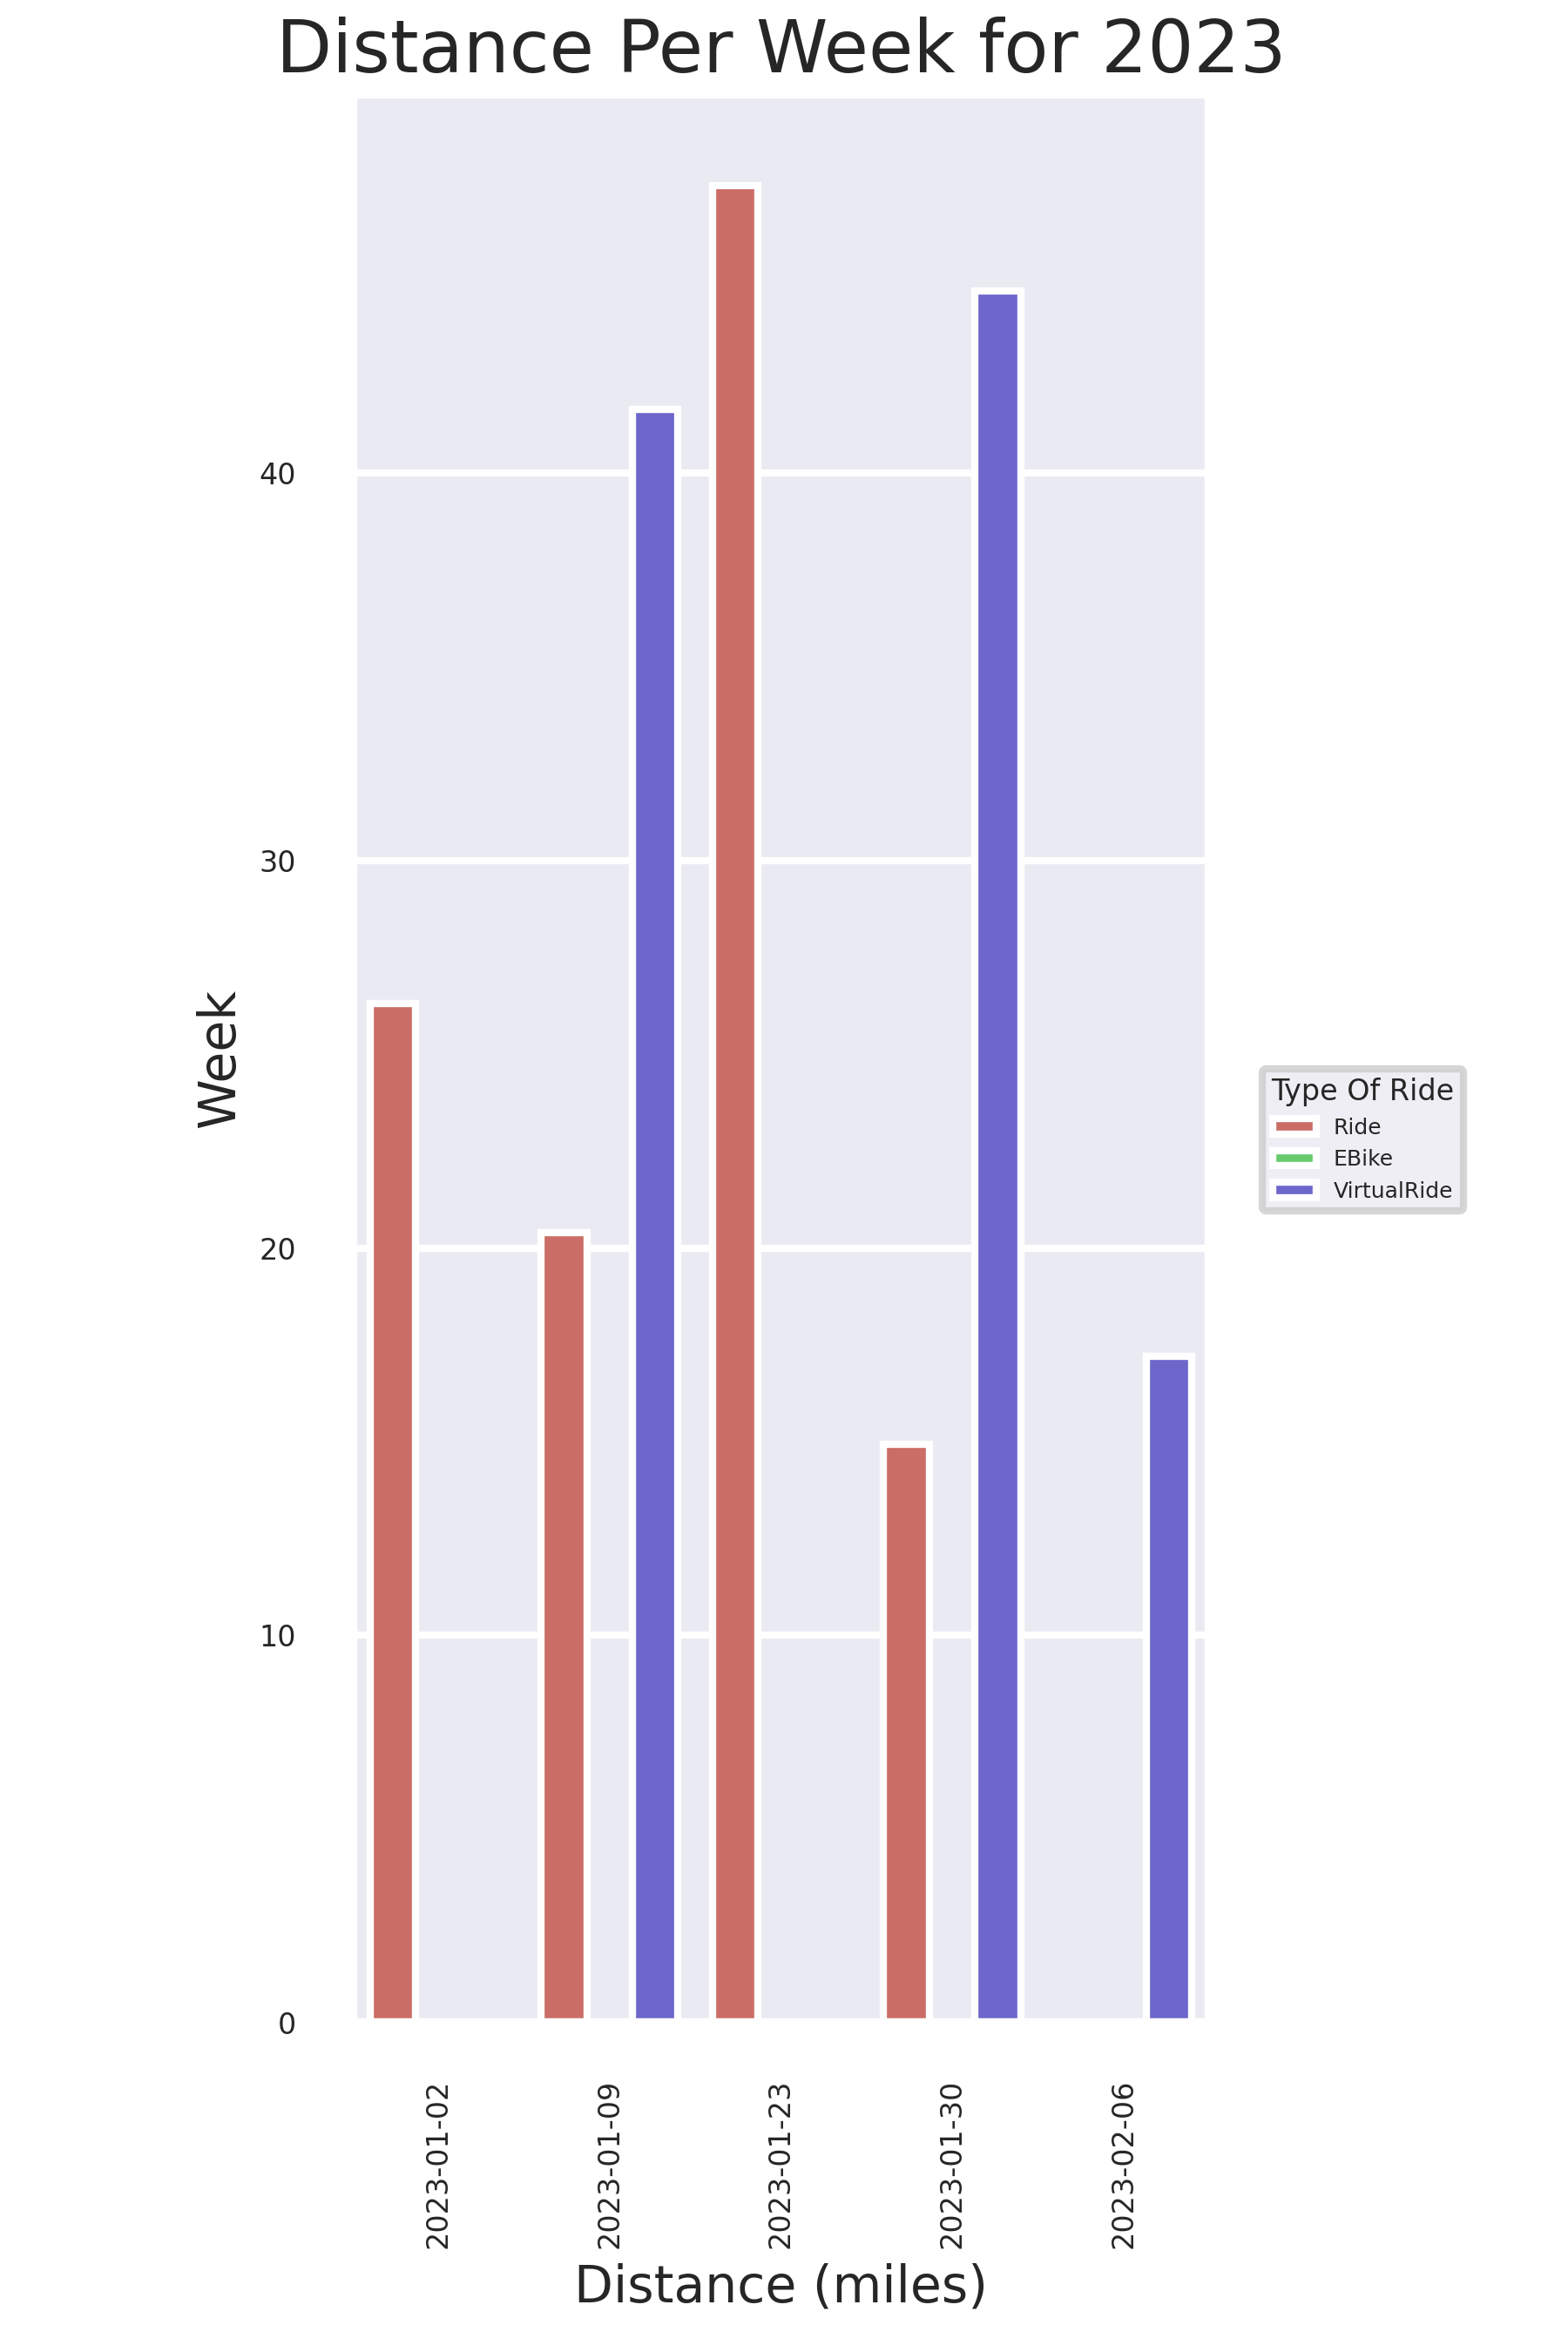 Distance Per Week for 2023
40
30
20
10
0
Week
Type Of Ride
Ride
EBike
VirtualRide
2023-01-02
2023-01-09
2023-01-23
2023-01-30
2023-02-06
Distance (miles)